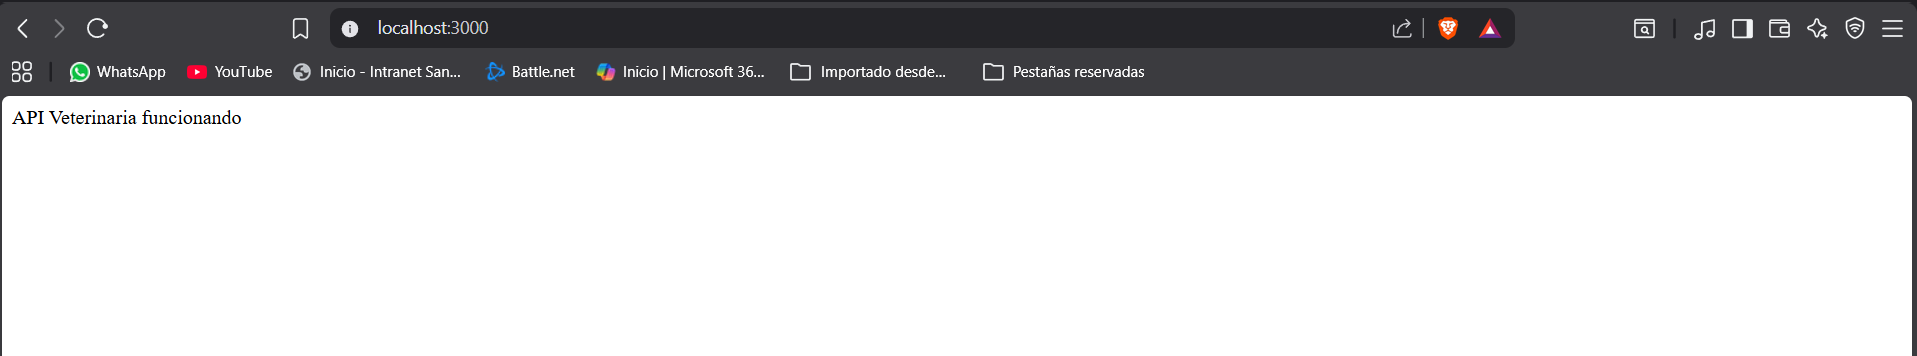 localhost:3000
WhatsApp YouTube Inicio - Intranet San... Battle.net Inicio | Microsoft 36... Importado desde... Pestañas reservadas
API Veterinaria funcionando